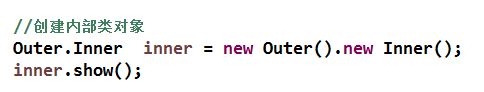 //创建内部类对象
Outer.Inner  inner = new Outer().new Inner();
inner.show();